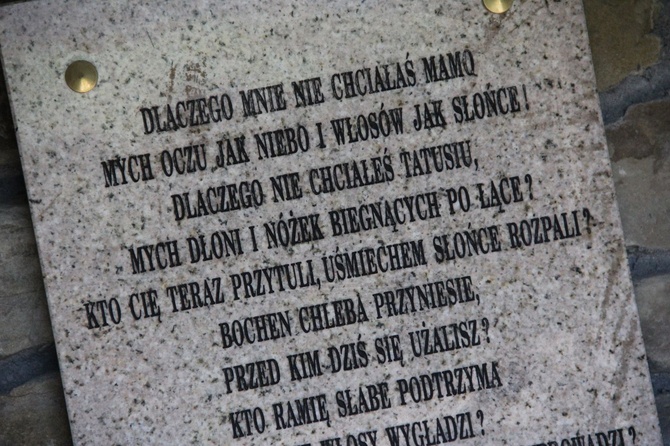 DLACZEGO MNIE NIE CHCIAŁAŚ MAMO
MYCH OCZU JAK NIEBO I WŁOSÓW JAK SŁOŃCE!
DLACZEGO NIE CHCIAŁEŚ TATUSIU,
MYCH DŁONI I NÓŻEK BIEGNĄCYCH PO ŁĄCE?
KTO CIĘ TERAZ PRZYTULI, UŚMIECHEM SŁOŃCE ROZPALI?
BOCHEN CHLEBA PRZYNIESIE,
PRZED KIM-DZIŚ SIĘ UŻALISZ?
KTO RAMIĘ SŁABE PODTRZYMA
WŁOSY WYGŁADZI?